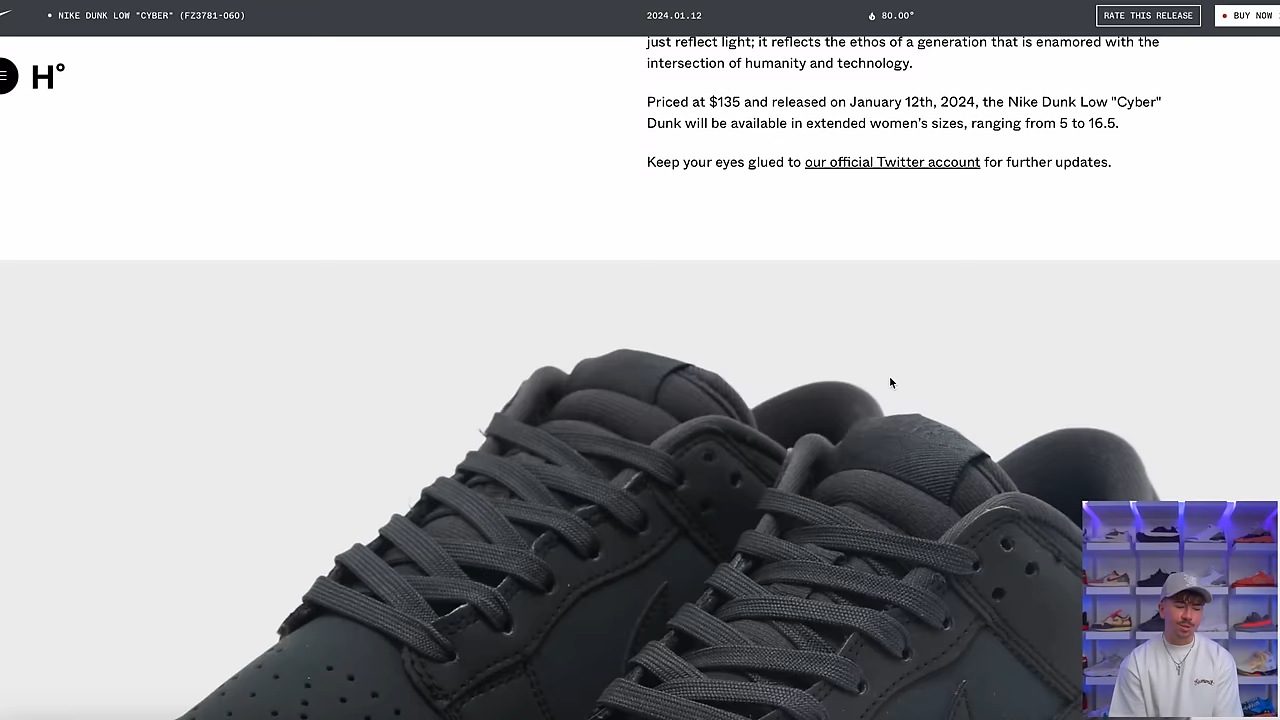 • NIKE DUNK LOW "CYBER" (FZ3781-060)
2024.01.12
80.00°
RATE THIS RELEASE
• BUY NOW
H°
just reflect light; it reflects the ethos of a generation that is enamored with the
intersection of humanity and technology.
Priced at $135 and released on January 12th, 2024, the Nike Dunk Low "Cyber"
Dunk will be available in extended women's sizes, ranging from 5 to 16.5.
Keep your eyes glued to our official Twitter account for further updates.